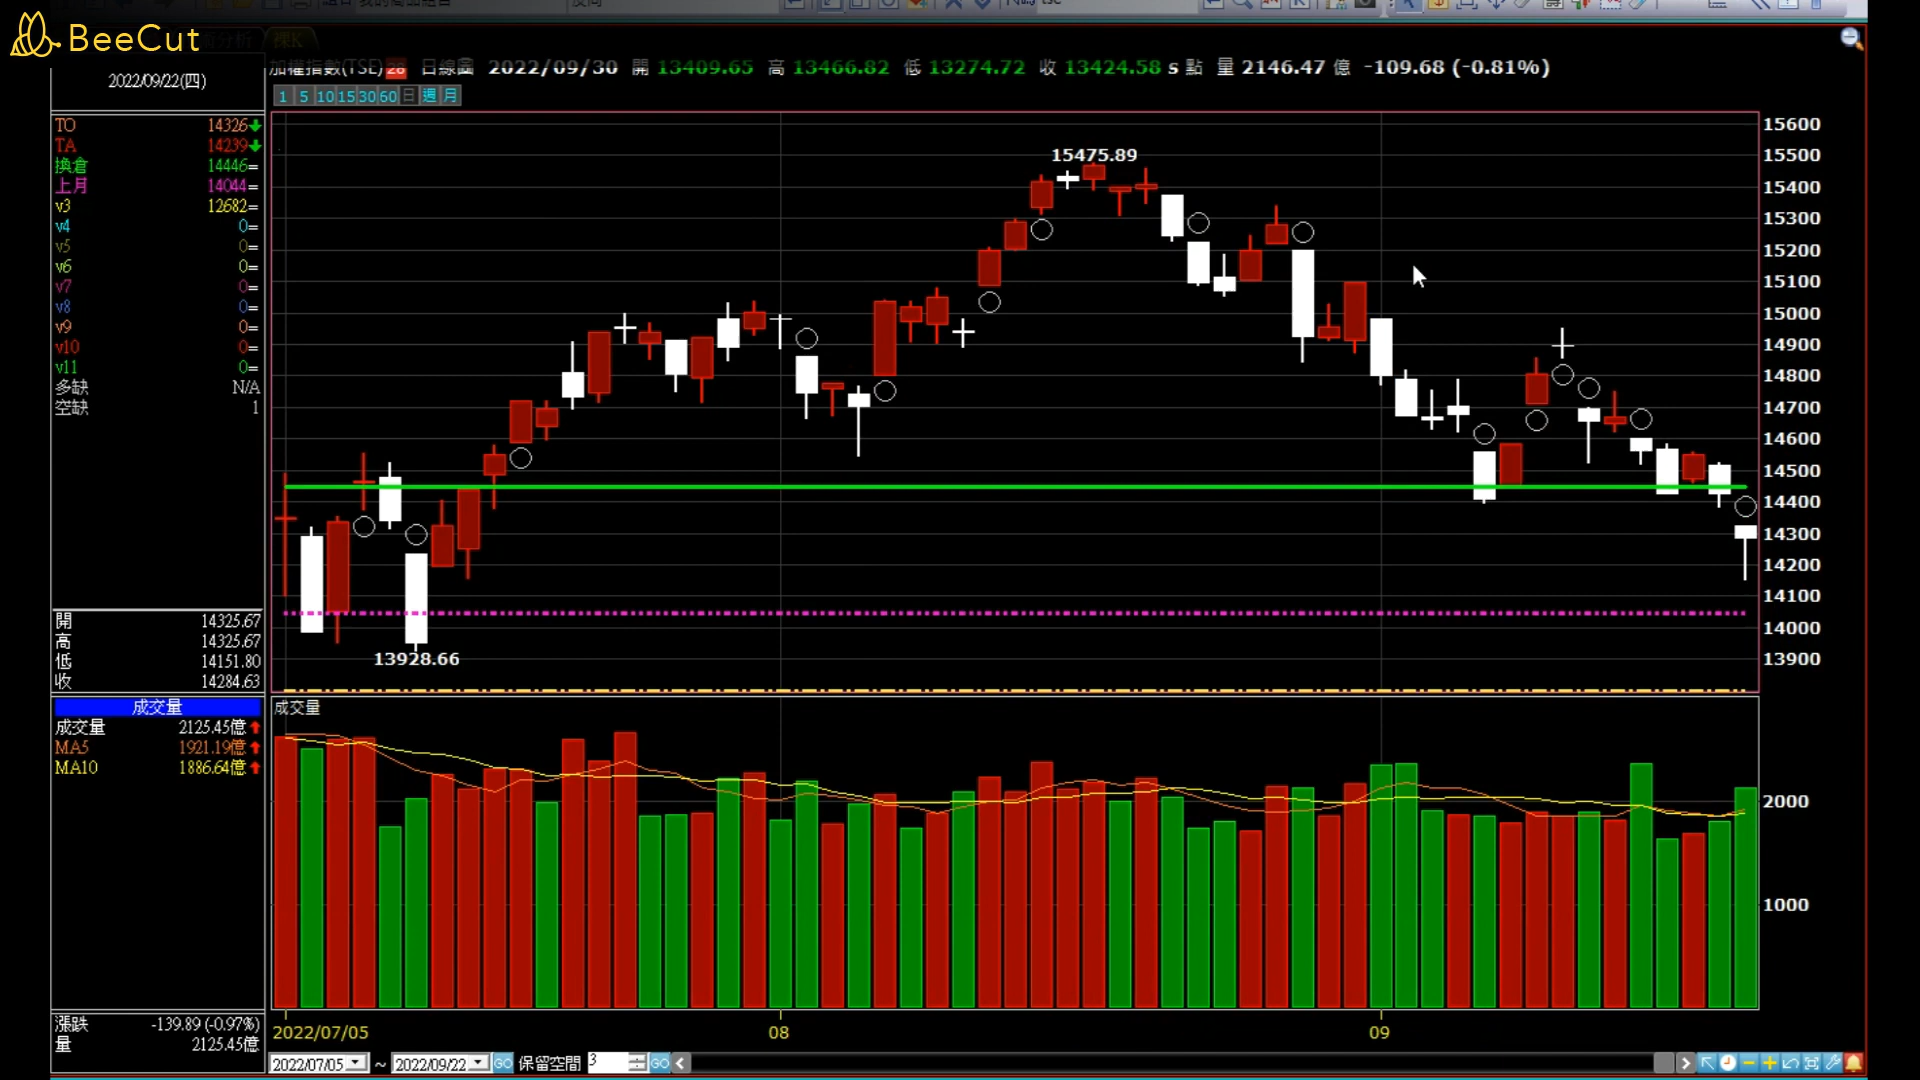 BeeCut
分析
裸K
2022/09/22(四)
加權指數(TSE) 26 日線圖 2022/09/30 開 13409.65 高 13466.82 低 13274.72 收 13424.58 s 點 量 2146.47 億 -109.68 (-0.81%)
1 5 10 15 30 60 日 週 月
TO 14326
TA 14239
換倉 14446=
上月 14044=
v3 12682=
v4 0=
v5 0=
v6 0=
v7 0=
v8 0=
v9 0=
v10 0=
v11 0=
多缺 N/A
空缺 1
開 14325.67
高 14325.67
低 14151.80
收 14284.63
成交量
成交量 2125.45億
MA5 1921.19億
MA10 1886.64億
漲跌 -139.89 (-0.97%)
量 2125.45億
15475.89
13928.66
15600
15500
15400
15300
15200
15100
15000
14900
14800
14700
14600
14500
14400
14300
14200
14100
14000
13900
成交量
2000
1000
2022/07/05 08 09
2022/07/05 ~ 2022/09/22 GO 保留空間 3 GO